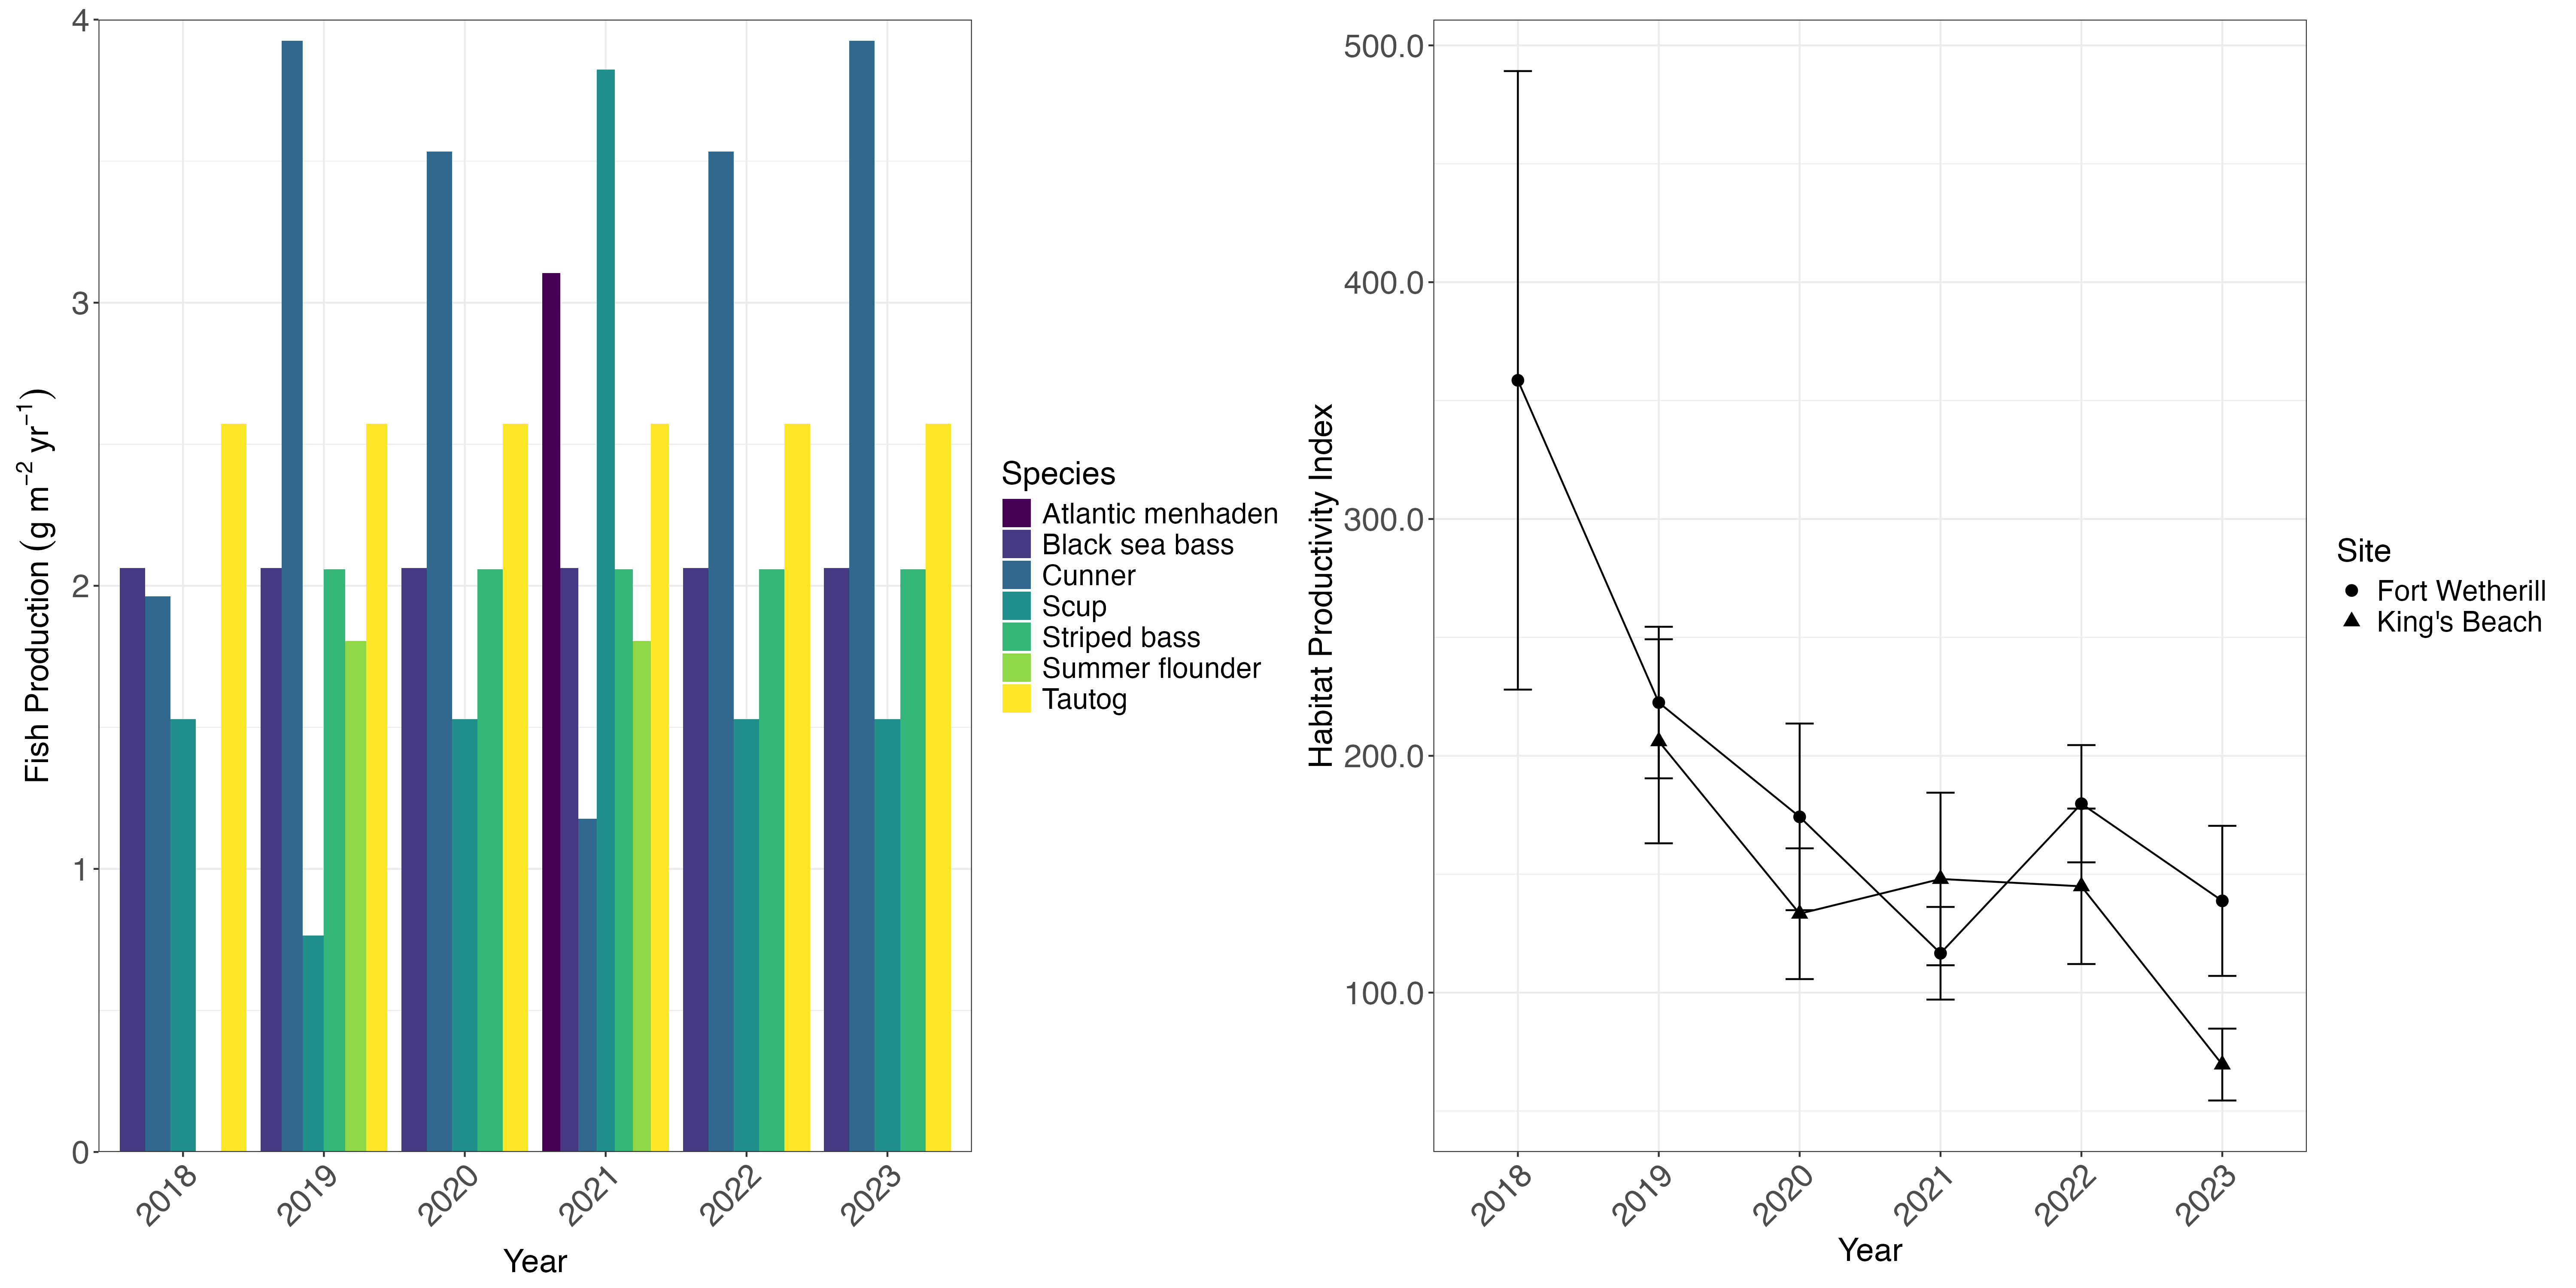 4
3
2
1
0
Fish Production (g m⁻² yr⁻¹)
2018
2019
2020
2021
2022
2023
Year
Species
Atlantic menhaden
Black sea bass
Cunner
Scup
Striped bass
Summer flounder
Tautog
500.0
400.0
300.0
200.0
100.0
Habitat Productivity Index
2018
2019
2020
2021
2022
2023
Year
Site
Fort Wetherill
King's Beach